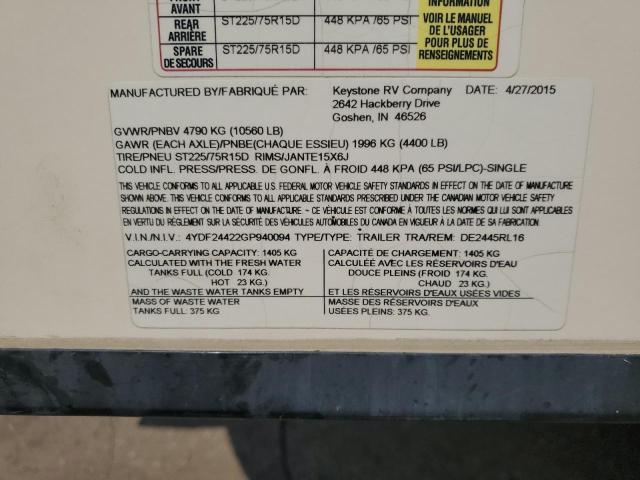 FRONT
AVANT
ST225/75R15D 448 KPA /65 PSI
REAR
ARRIÈRE
ST225/75R15D 448 KPA /65 PSI
SPARE
DE SECOURS
ST225/75R15D 448 KPA /65 PSI
INFORMATION
VOIR LE MANUEL
DE L'USAGER
POUR PLUS DE
RENSEIGNEMENTS
MANUFACTURED BY/FABRIQUÉ PAR: Keystone RV Company DATE: 4/27/2015
2642 Hackberry Drive
Goshen, IN 46526
GVWR/PNBV 4790 KG (10560 LB)
GAWR (EACH AXLE)/PNBE(CHAQUE ESSIEU) 1996 KG (4400 LB)
TIRE/PNEU ST225/75R15D RIMS/JANTE15X6J
COLD INFL. PRESS/PRESS. DE GONFL. À FROID 448 KPA (65 PSI/LPC)-SINGLE
THIS VEHICLE CONFORMS TO ALL APPLICABLE U.S. FEDERAL MOTOR VEHICLE SAFETY STANDARDS IN EFFECT ON THE DATE OF MANUFACTURE
SHOWN ABOVE. THIS VEHICLE CONFORMS TO ALL APPLICABLE STANDARDS PRESCRIBED UNDER THE CANADIAN MOTOR VEHICLE SAFETY
REGULATIONS IN EFFECT ON THE DATE OF MANUFACTURE. ~ CE VÉHICULE EST CONFORME À TOUTES LES NORMES QUI LUI SONT APPLICABLES
EN VERTU DU RÈGLEMENT SUR LA SÉCURITÉ DES VÉHICULES AUTOMOBILES DU CANADA EN VIGUEUR À LA DATE DE SA FABRICATION
V.I.N./N.I.V.: 4YDF24422GP940094 TYPE/TYPE: TRAILER TRA/REM: DE2445RL16
CARGO-CARRYING CAPACITY: 1405 KG
CALCULATED WITH THE FRESH WATER
TANKS FULL (COLD 174 KG.
HOT 23 KG.)
AND THE WASTE WATER TANKS EMPTY
MASS OF WASTE WATER
TANKS FULL: 375 KG
CAPACITÉ DE CHARGEMENT: 1405 KG
CALCULÉE AVEC LES RÉSERVOIRS D'EAU
DOUCE PLEINS (FROID 174 KG.
CHAUD 23 KG.)
ET LES RÉSERVOIRS D'EAUX USÉES VIDES
MASSE DES RÉSERVOIRS D'EAUX
USÉES PLEINS: 375 KG.